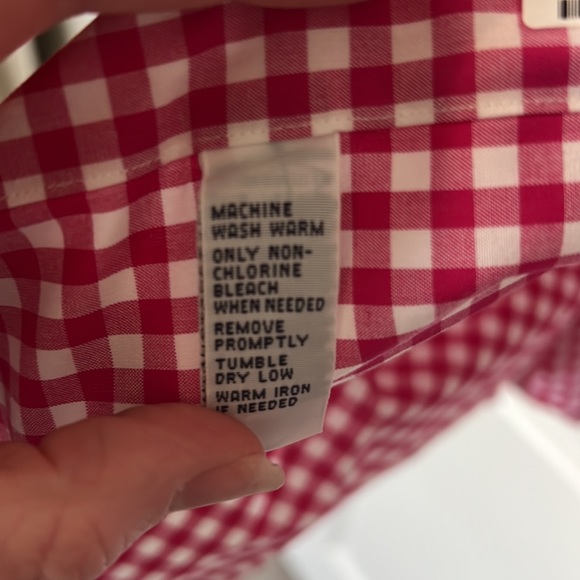 MACHINE
WASH WARM
ONLY NON-
CHLORINE
BLEACH
WHEN NEEDED
REMOVE
PROMPTLY
TUMBLE
DRY LOW
WARM IRON
IF NEEDED